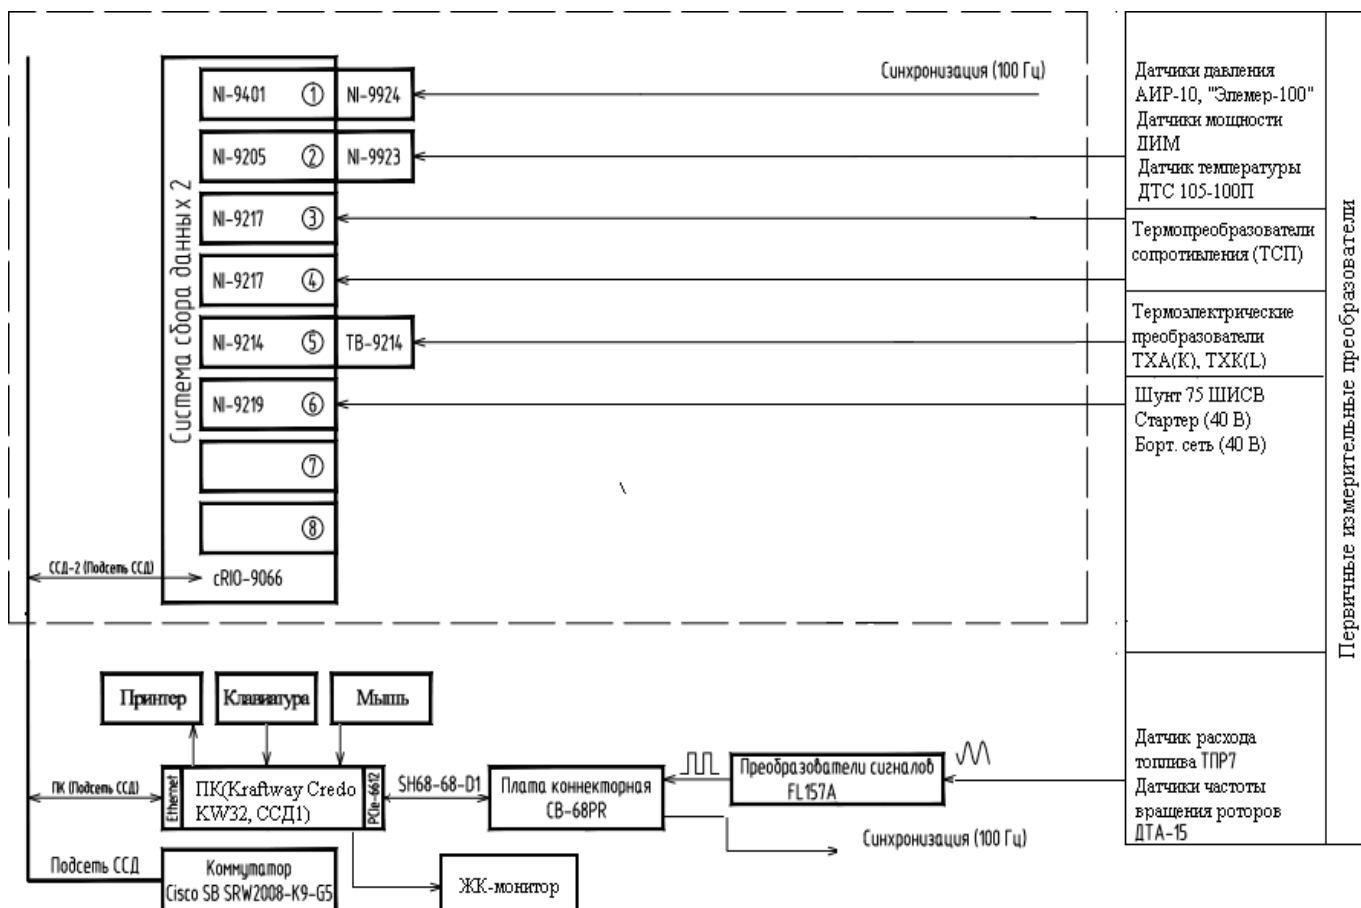 Система сбора данных 2
NI-9401 ① NI-9924
NI-9205 ② NI-9923
NI-9217 ③
NI-9217 ④
NI-9214 ⑤ TB-9214
NI-9219 ⑥
⑦
⑧
cRIO-9066
ССД-2 (Подсеть ССД)
Синхронизация (100 Гц)
Датчики давления
АИР-10, "Элемер-100"
Датчики мощности
ДИМ
Датчик температуры
ДТС 105-100П
Термопреобразователи
сопротивления (ТСП)
Термоэлектрические
преобразователи
ТХА(К), ТХК(L)
Шунт 75 ШИСВ
Стартер (40 В)
Борт. сеть (40 В)
Первичные измерительные преобразователи
Принтер
Клавиатура
Мышь
ПК (Подсеть ССД)
Ethernet
ПК(Kraftway Credo
KW32, ССД1)
PCIe-6612
SH68-68-D1
Плата коннекторная
CB-68PR
Преобразователи сигналов
FL157A
Датчик расхода
топлива ТПР7
Датчики частоты
вращения роторов
ДТА-15
Синхронизация (100 Гц)
Подсеть ССД
Коммутатор
Cisco SB SRW2008-K9-G5
ЖК-монитор